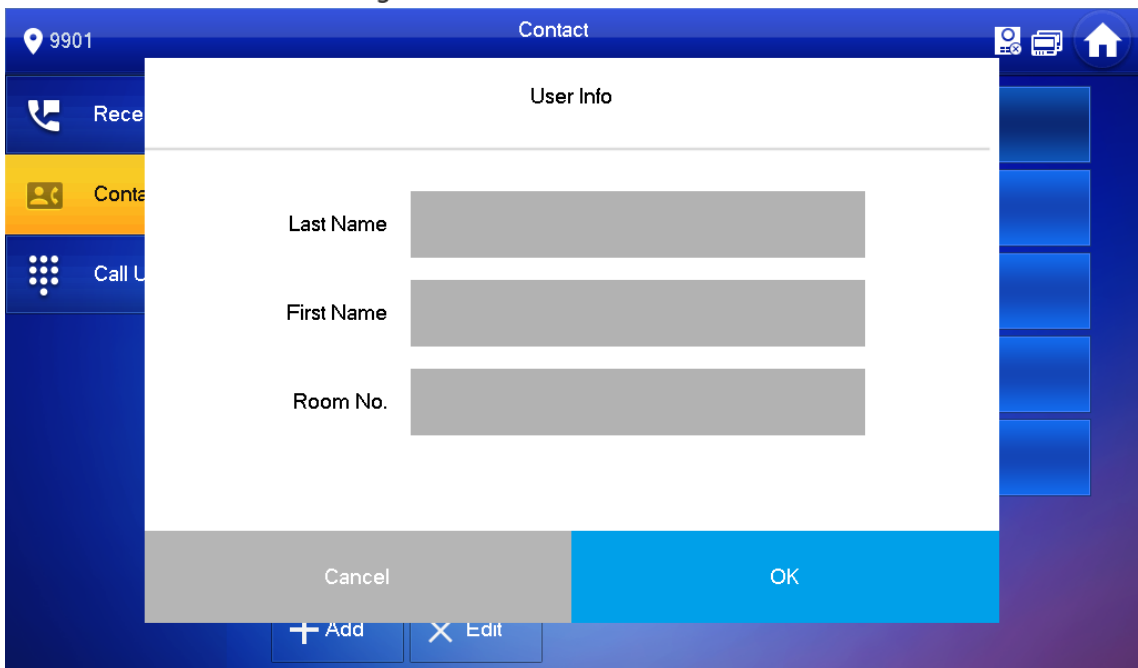 Contact
9901
User Info
Rece
Conta
Last Name
Call U
First Name
Room No.
Cancel
OK
Add
Edit